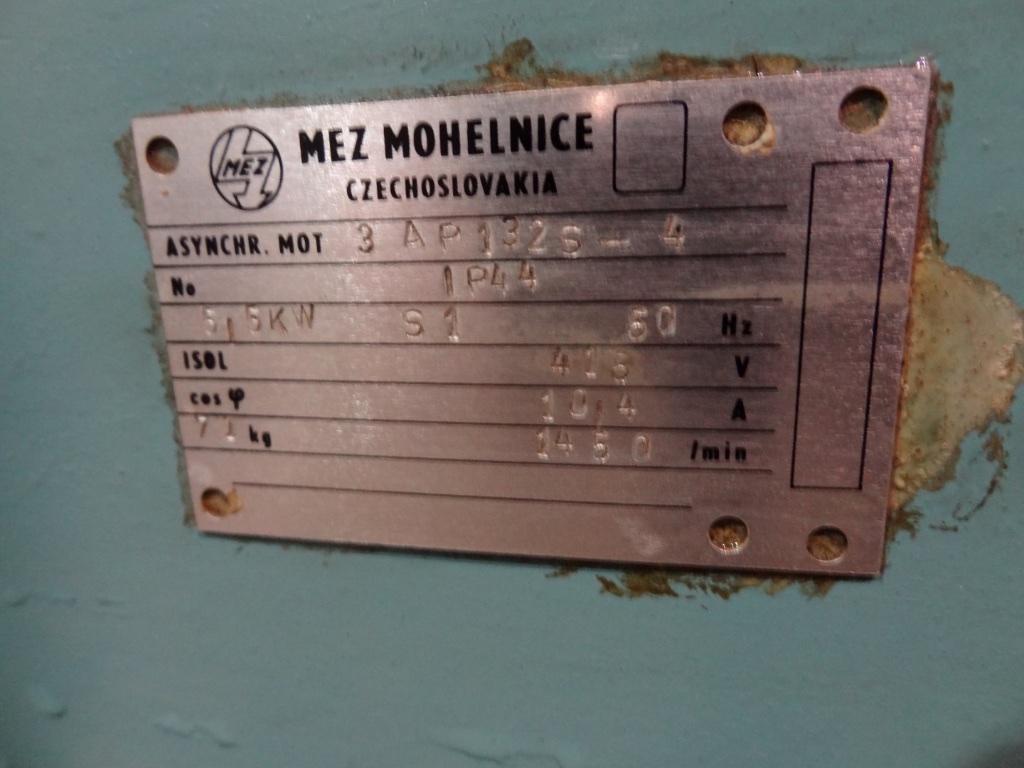 MEZ
MEZ MOHELNICE
CZECHOSLOVAKIA
ASYNCHR. MOT 3 AP132S - 4
No IP44
5,5KW S1 50 Hz
ISOL 415 V
cos φ 10,4 A
kg 1450 /min